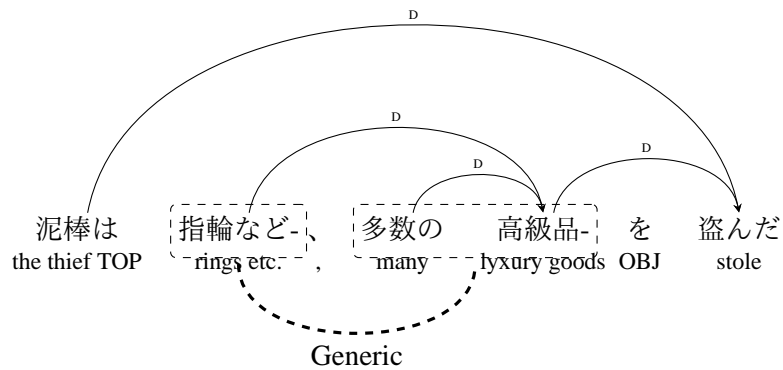 D
D
D
D
泥棒は 指輪など- 、 多数の 高級品- を 盗んだ
the thief TOP rings etc. , many lyxury goods OBJ stole
Generic